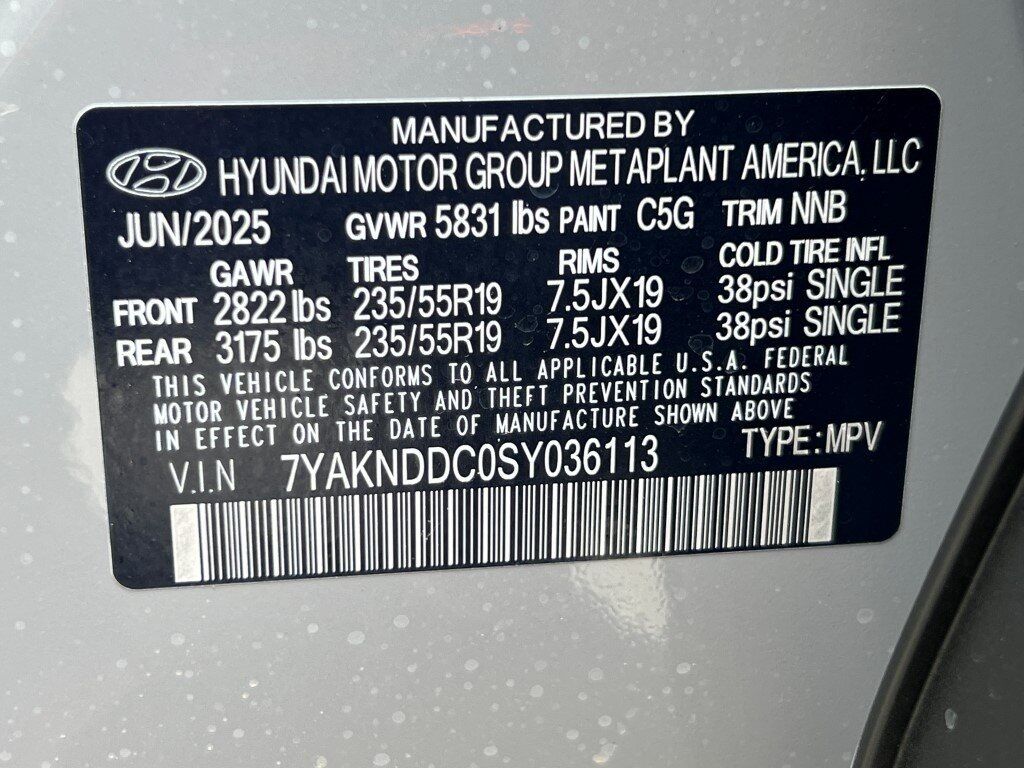 MANUFACTURED BY
HYUNDAI MOTOR GROUP METAPLANT AMERICA, LLC
JUN/2025 GVWR 5831 lbs PAINT C5G TRIM NNB
GAWR TIRES RIMS COLD TIRE INFL
FRONT 2822 lbs 235/55R19 7.5JX19 38psi SINGLE
REAR 3175 lbs 235/55R19 7.5JX19 38psi SINGLE
THIS VEHICLE CONFORMS TO ALL APPLICABLE U.S.A. FEDERAL
MOTOR VEHICLE SAFETY AND THEFT PREVENTION STANDARDS
IN EFFECT ON THE DATE OF MANUFACTURE SHOWN ABOVE
V.I.N 7YAKNDDC0SY036113 TYPE: MPV